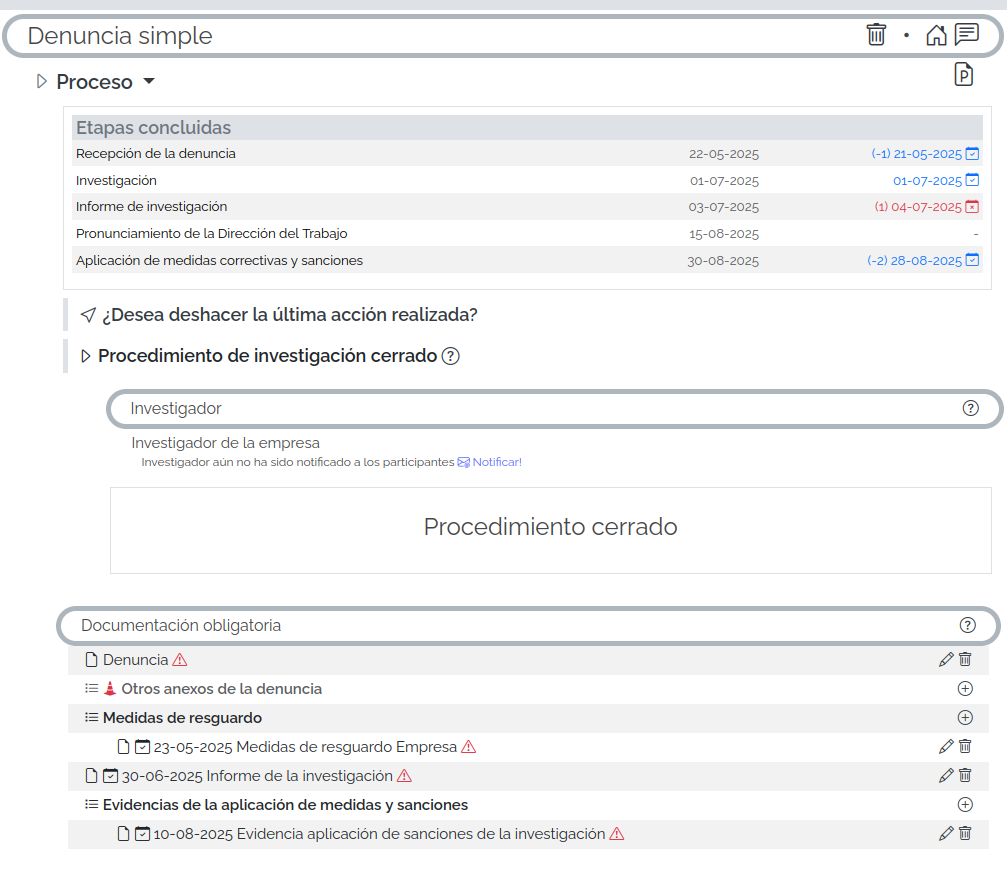 Denuncia simple
Proceso
P
Etapas concluidas
Recepción de la denuncia 22-05-2025 (-1) 21-05-2025
Investigación 01-07-2025 01-07-2025
Informe de investigación 03-07-2025 (1) 04-07-2025
Pronunciamiento de la Dirección del Trabajo 15-08-2025 -
Aplicación de medidas correctivas y sanciones 30-08-2025 (-2) 28-08-2025
¿Desea deshacer la última acción realizada?
Procedimiento de investigación cerrado ?
Investigador ?
Investigador de la empresa
Investigador aún no ha sido notificado a los participantes Notificar!
Procedimiento cerrado
Documentación obligatoria ?
Denuncia
Otros anexos de la denuncia
Medidas de resguardo
23-05-2025 Medidas de resguardo Empresa
30-06-2025 Informe de la investigación
Evidencias de la aplicación de medidas y sanciones
10-08-2025 Evidencia aplicación de sanciones de la investigación